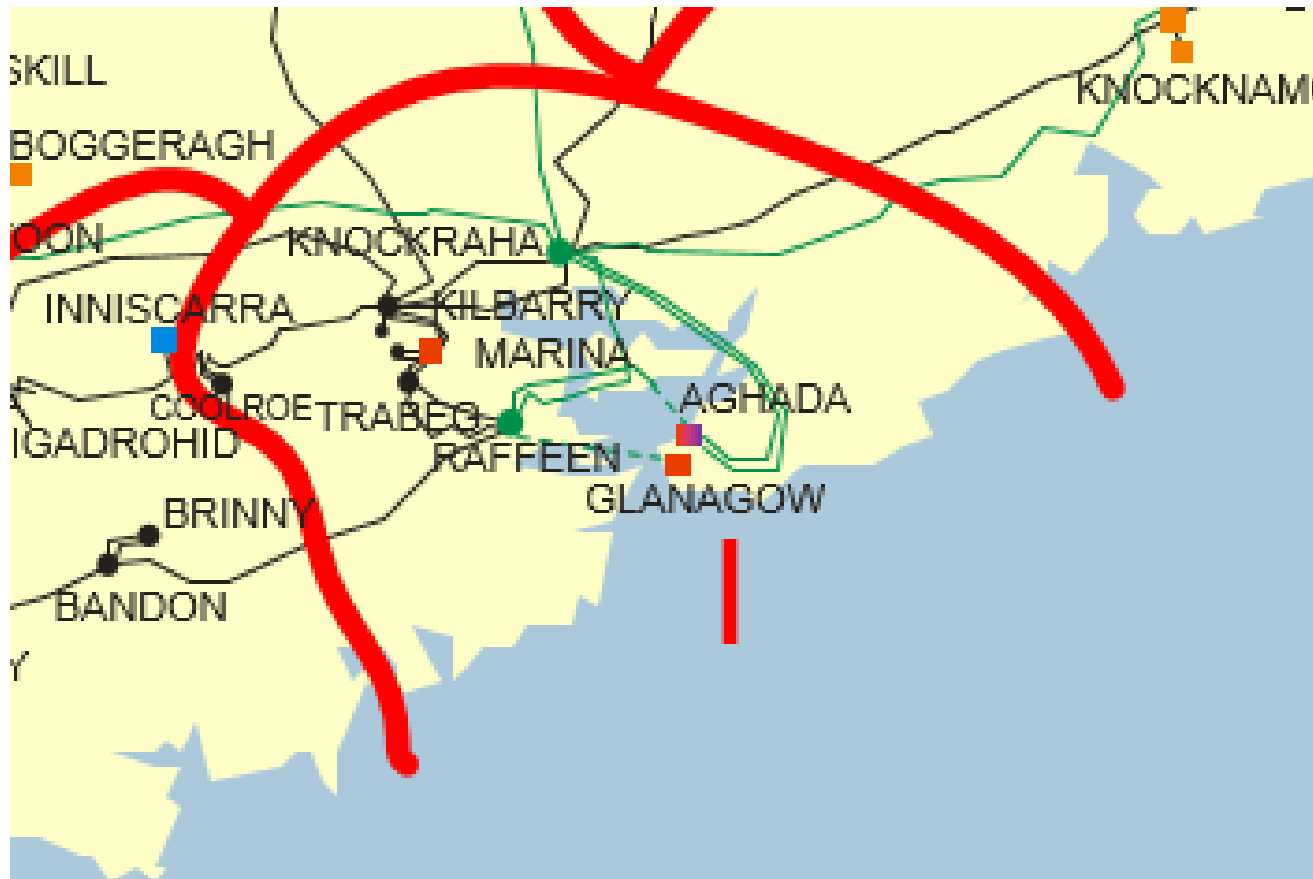 SKILL
KNOCKNAM
BOGGERAGH
OON
KNOCKRAHA
INNISCARRA
KILBARRY
MARINA
COOLROE
TRABEG
AGHADA
IGADROHID
RAFFEEN
GLANAGOW
BRINNY
BANDON
Y